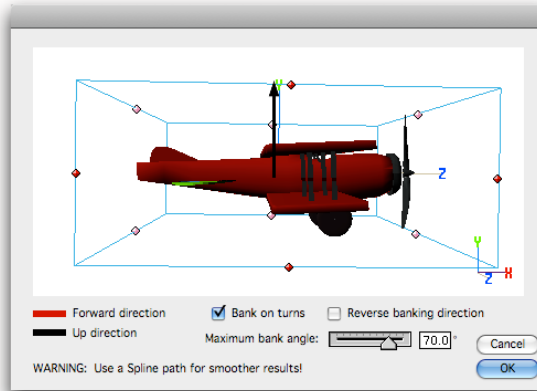 Y
Z
Y
X
Z
Forward direction
Bank on turns
Reverse banking direction
Up direction
Maximum bank angle:
70.0 °
Cancel
WARNING: Use a Spline path for smoother results!
OK